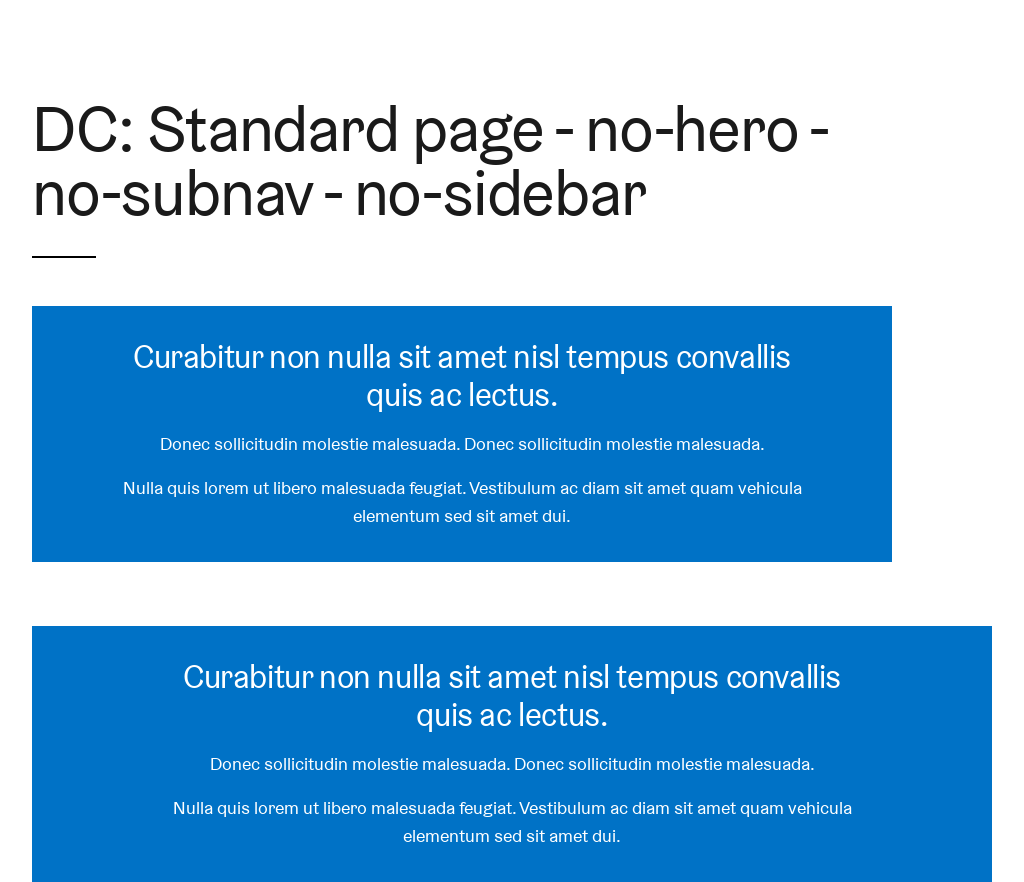 DC: Standard page - no-hero -
no-subnav - no-sidebar
Curabitur non nulla sit amet nisl tempus convallis
quis ac lectus.
Donec sollicitudin molestie malesuada. Donec sollicitudin molestie malesuada.
Nulla quis lorem ut libero malesuada feugiat. Vestibulum ac diam sit amet quam vehicula
elementum sed sit amet dui.
Curabitur non nulla sit amet nisl tempus convallis
quis ac lectus.
Donec sollicitudin molestie malesuada. Donec sollicitudin molestie malesuada.
Nulla quis lorem ut libero malesuada feugiat. Vestibulum ac diam sit amet quam vehicula
elementum sed sit amet dui.